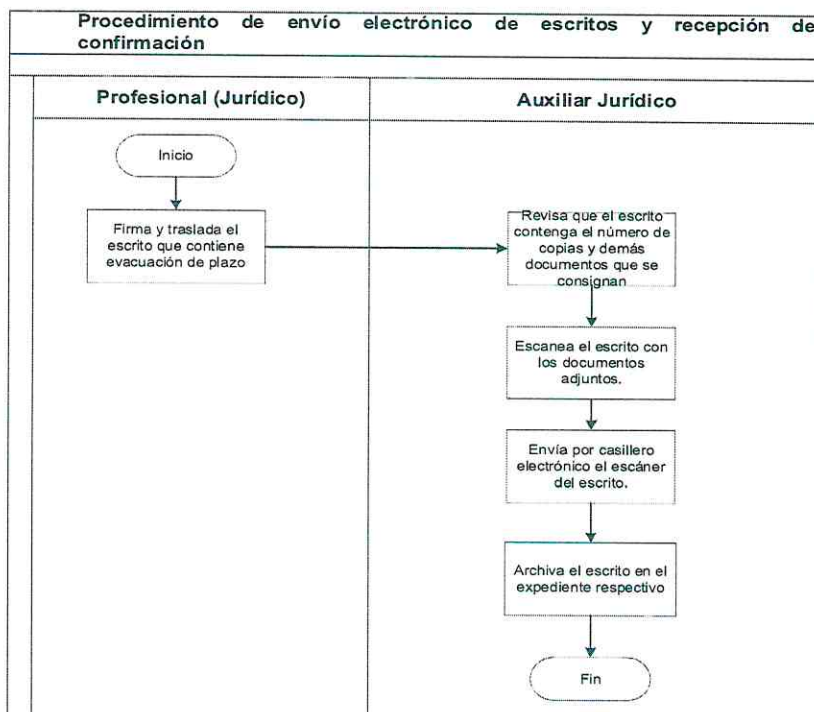 Procedimiento de envío electrónico de escritos y recepción de
confirmación
Profesional (Jurídico)
Auxiliar Jurídico
Inicio
Firma y traslada el
escrito que contiene
evacuación de plazo
Revisa que el escrito
contenga el número de
copias y demás
documentos que se
consignan
Escanea el escrito con
los documentos
adjuntos.
Envía por casillero
electrónico el escáner
del escrito.
Archiva el escrito en el
expediente respectivo
Fin